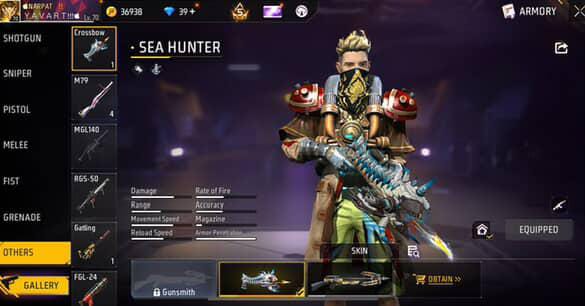 NARPAT !!
Y.A.V.A.R.T!!!
Lv.70
36938
39 +
S
ARMORY
SHOTGUN
SNIPER
PISTOL
MELEE
FIST
GRENADE
OTHERS
GALLERY
Crossbow
1
M79
4
MGL140
RGS-50
Gatling
FGL-24
SEA HUNTER
Damage
Rate of Fire
Range
Accuracy
Movement Speed
Magazine
Reload Speed
Armor Penetration
EQUIPPED
SKIN
Gunsmith
OBTAIN >>